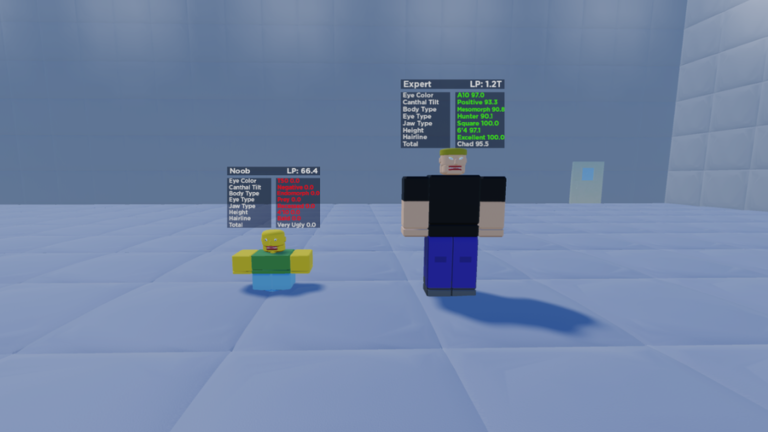 Expert LP: 1.2T
Eye Color A10 97.0
Canthal Tilt Positive 93.3
Body Type Mesomorph 90.8
Eye Type Hunter 90.1
Jaw Type Square 100.0
Height 6'4 97.1
Hairline Excellent 100.0
Total Chad 95.5
Noob LP: 66.4
Eye Color
Canthal Tilt Negative
Body Type
Eye Type
Jaw Type
Height
Hairline
Total Very Ugly 0.0